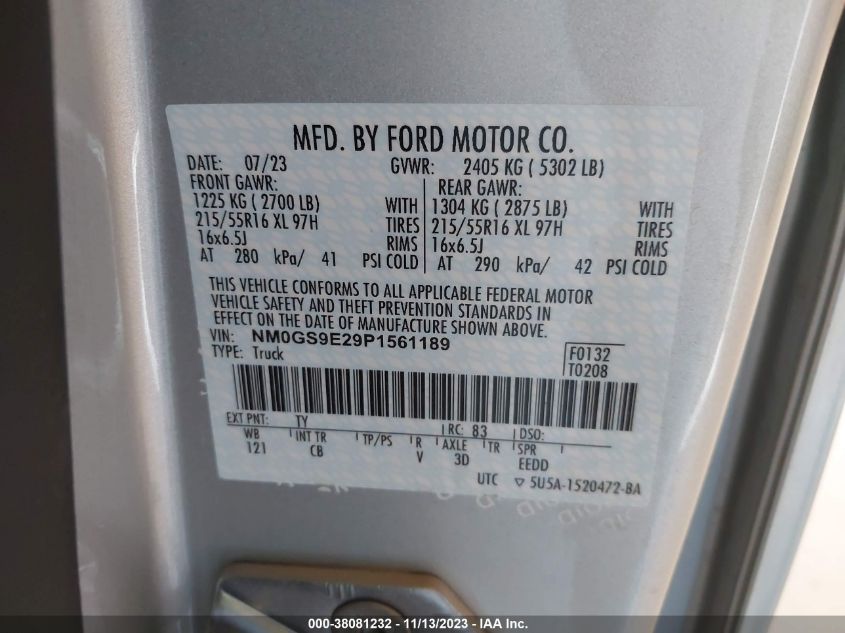 MFD. BY FORD MOTOR CO.
DATE: 07/23 GVWR: 2405 KG ( 5302 LB)
FRONT GAWR: REAR GAWR:
1225 KG ( 2700 LB) WITH 1304 KG ( 2875 LB) WITH
215/55R16 XL 97H TIRES 215/55R16 XL 97H TIRES
16x6.5J RIMS 16x6.5J RIMS
AT 280 kPa/ 41 PSI COLD AT 290 kPa/ 42 PSI COLD
THIS VEHICLE CONFORMS TO ALL APPLICABLE FEDERAL MOTOR
VEHICLE SAFETY AND THEFT PREVENTION STANDARDS IN
EFFECT ON THE DATE OF MANUFACTURE SHOWN ABOVE.
VIN: NM0GS9E29P1561189
TYPE: Truck
F0132
T0208
EXT PNT: TY RC: 83 DSO:
WB INT TR TP/PS R AXLE TR SPR
121 CB V 3D EEDD
UTC ▽ 5U5A-1520472-BA
000-38081232 - 11/13/2023 - IAA Inc.